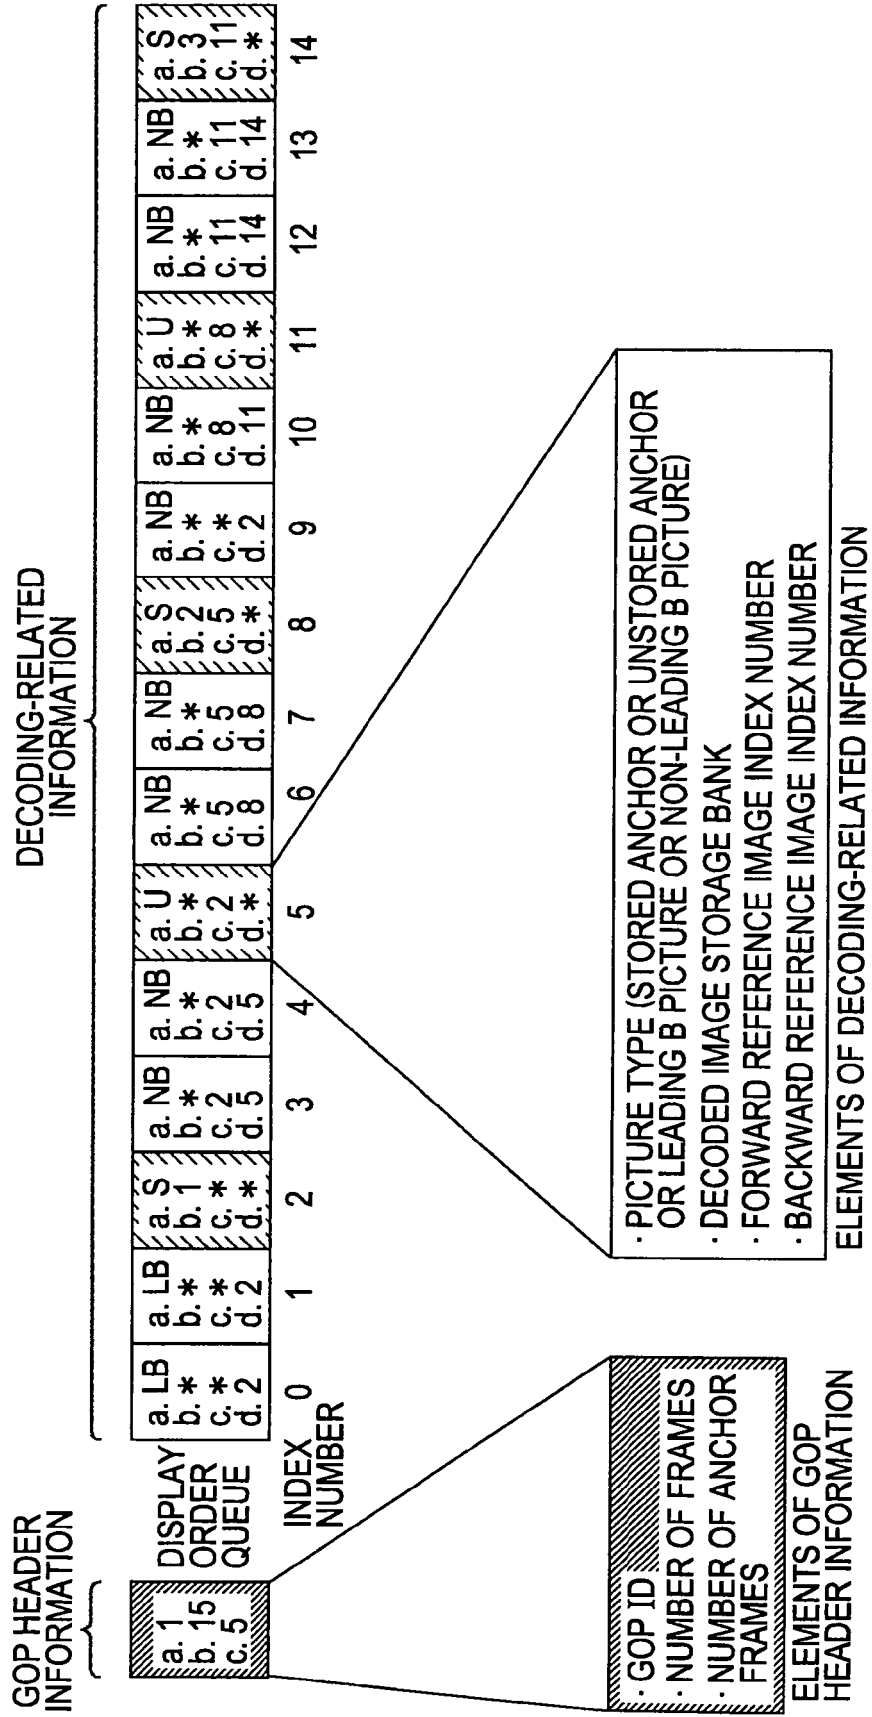 GOP HEADER
INFORMATION
a. 1
b. 15
c. 5
DISPLAY
ORDER
QUEUE
INDEX
NUMBER
DECODING-RELATED
INFORMATION
a. LB
b. *
c. *
d. 2
0
a. LB
b. *
c. *
d. 2
1
a. S
b. 1
c. *
d. *
2
a. NB
b. *
c. 2
d. 5
3
a. NB
b. *
c. 2
d. 5
4
a. U
b. *
c. 2
d. *
5
a. NB
b. *
c. 5
d. 8
6
a. NB
b. *
c. 5
d. 8
7
a. S
b. 2
c. 5
d. *
8
a. NB
b. *
c. *
d. 2
9
a. NB
b. *
c. 8
d. 11
10
a. U
b. *
c. 8
d. *
11
a. NB
b. *
c. 11
d. 14
12
a. NB
b. *
c. 11
d. 14
13
a. S
b. 3
c. 11
d. *
14
· GOP ID
· NUMBER OF FRAMES
· NUMBER OF ANCHOR
FRAMES
ELEMENTS OF GOP
HEADER INFORMATION
· PICTURE TYPE (STORED ANCHOR OR UNSTORED ANCHOR
OR LEADING B PICTURE OR NON-LEADING B PICTURE)
· DECODED IMAGE STORAGE BANK
· FORWARD REFERENCE IMAGE INDEX NUMBER
· BACKWARD REFERENCE IMAGE INDEX NUMBER
ELEMENTS OF DECODING-RELATED INFORMATION